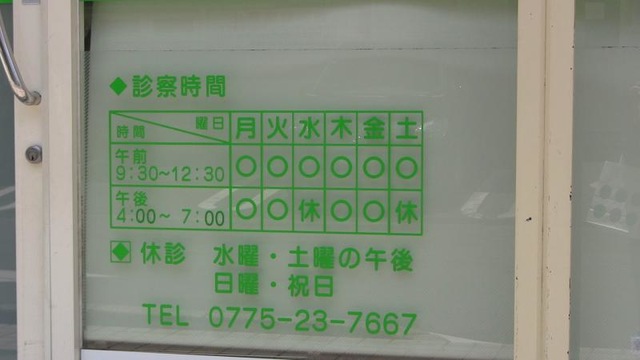 ◆診察時間
時間 曜日 月 火 水 木 金 土
午前
9:30~12:30 ○ ○ ○ ○ ○ ○
午後
4:00~ 7:00 ○ ○ 休 ○ ○ 休
◆ 休診 水曜・土曜の午後
日曜・祝日
TEL 0775-23-7667